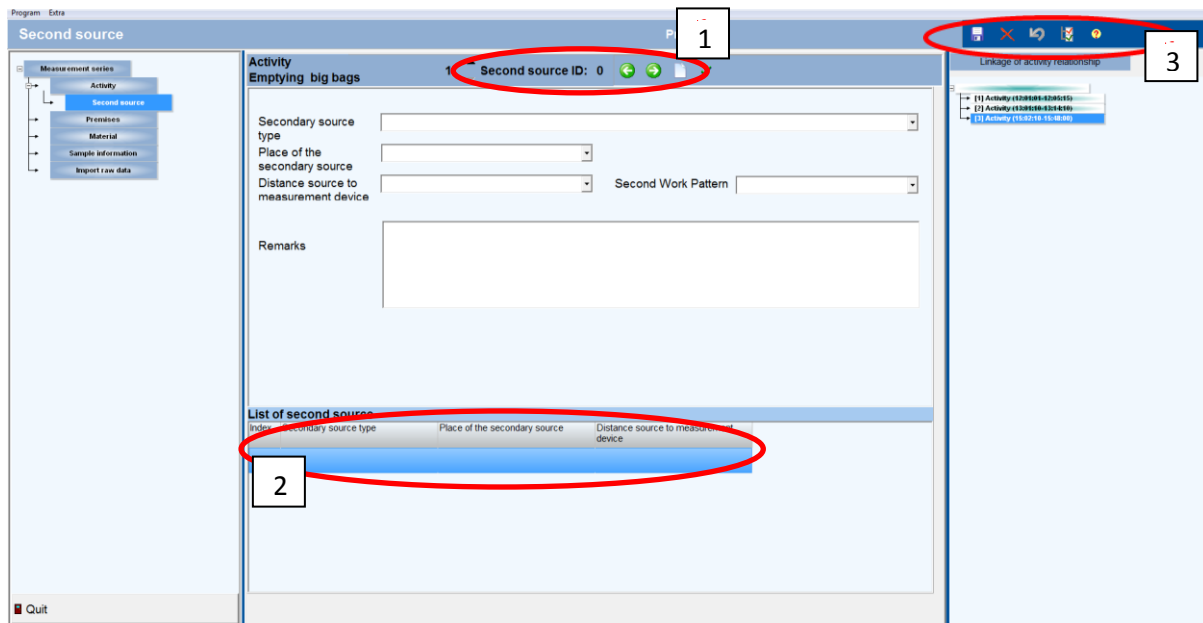 Program Extra
Second source
1
3
Measurement series
Activity
Second source
Premises
Material
Sample information
Import raw data
Quit
Activity
Emptying big bags
Second source ID: 0
Secondary source
type
Place of the
secondary source
Distance source to
measurement device
Second Work Pattern
Remarks
List of second source
Index Secondary source type Place of the secondary source Distance source to measurement
device
2
Linkage of activity relationship
[1] Activity (12:01:01-12:05:15)
[2] Activity (13:01:10-13:14:10)
[3] Activity (15:02:10-15:48:00)